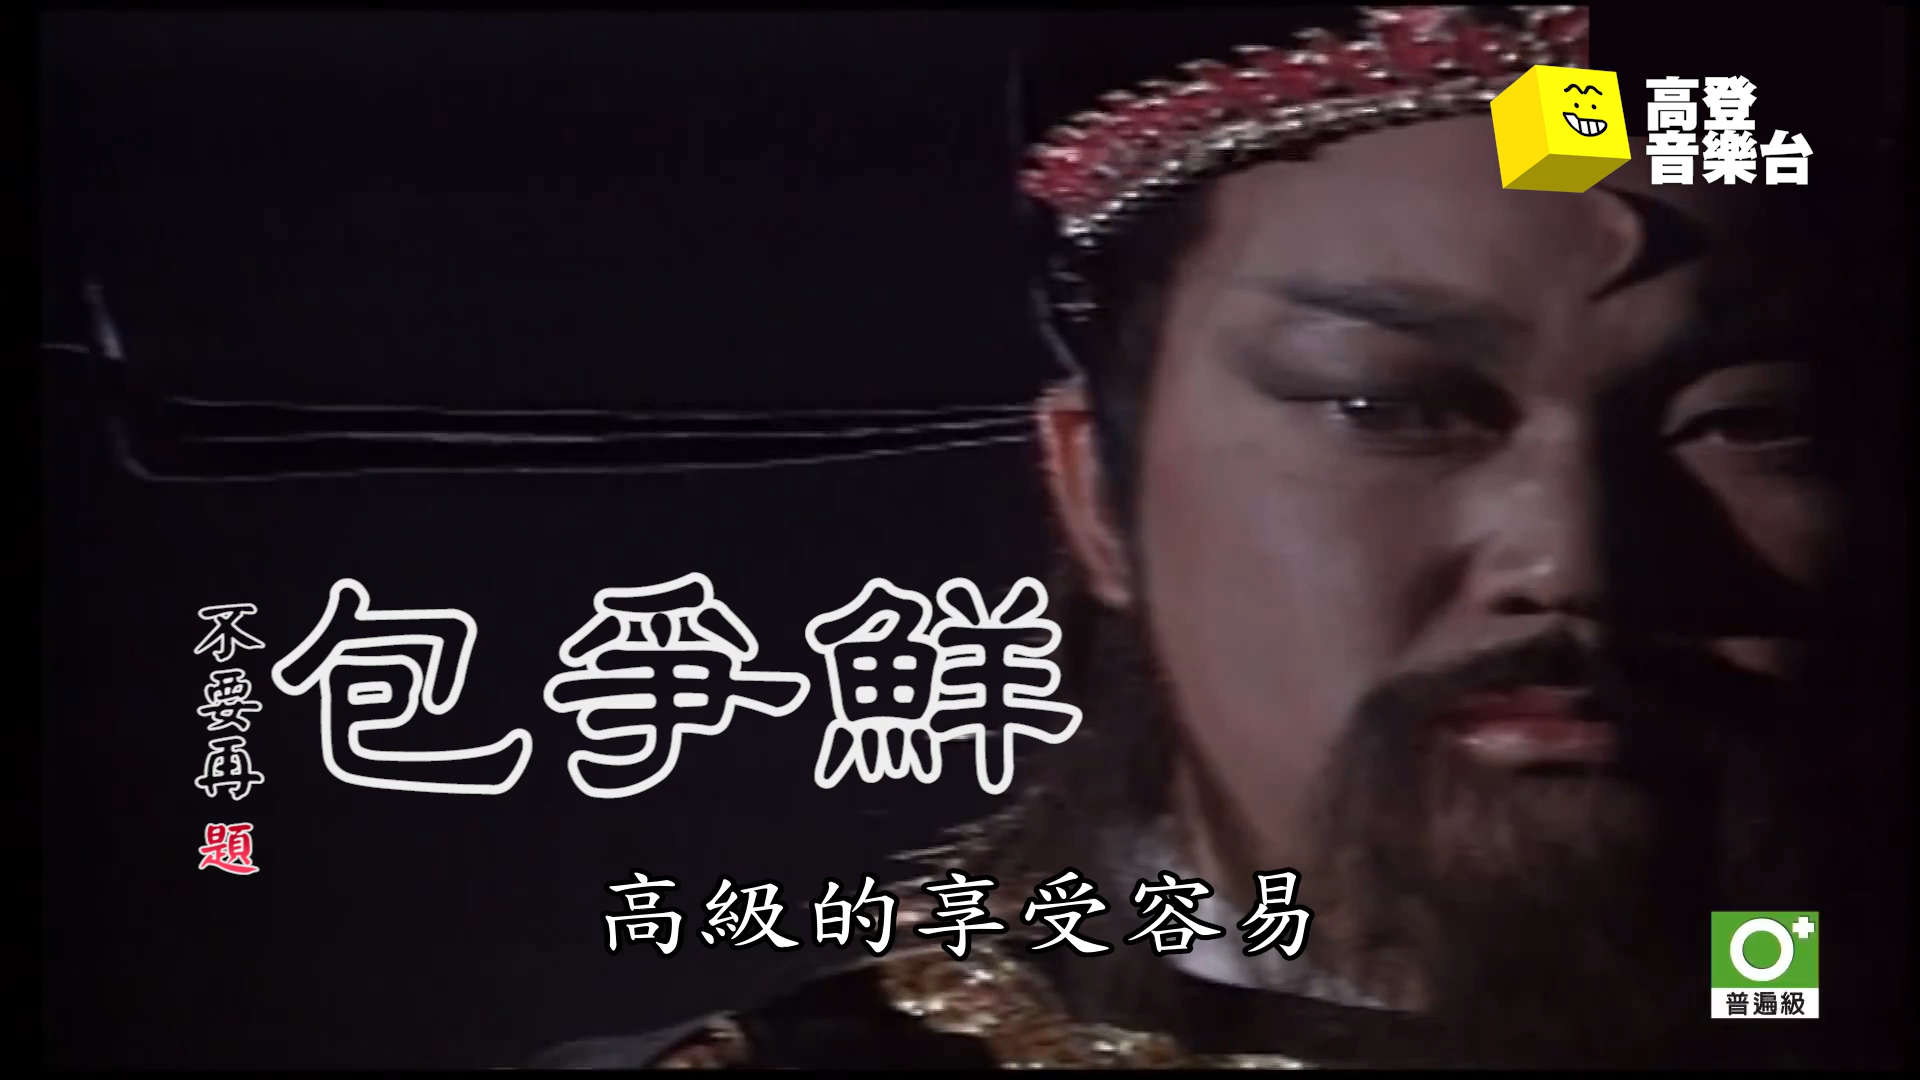 高登
音樂台
包爭鮮
不要再題
高級的享受容易
O+
普遍級